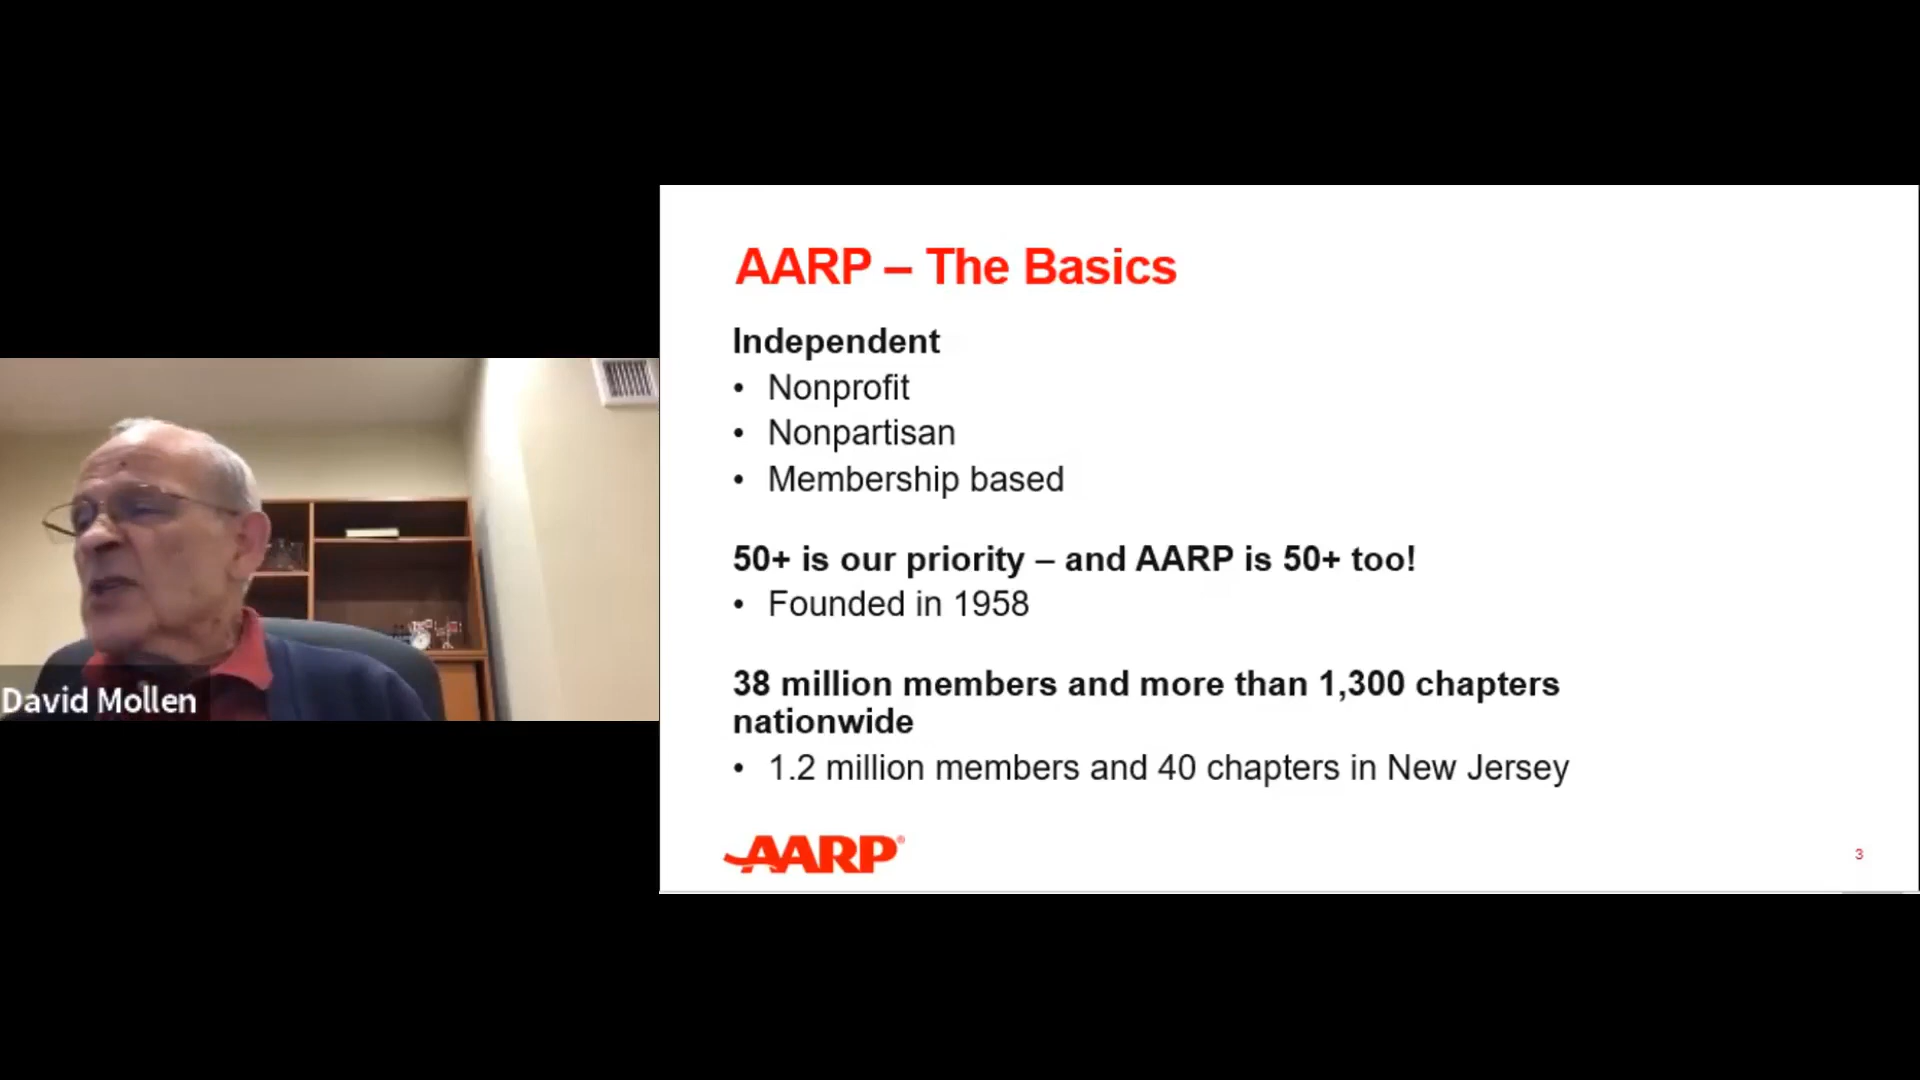 AARP – The Basics
Independent
• Nonprofit
• Nonpartisan
• Membership based
50+ is our priority – and AARP is 50+ too!
• Founded in 1958
38 million members and more than 1,300 chapters
nationwide
• 1.2 million members and 40 chapters in New Jersey
AARP®
3
David Mollen